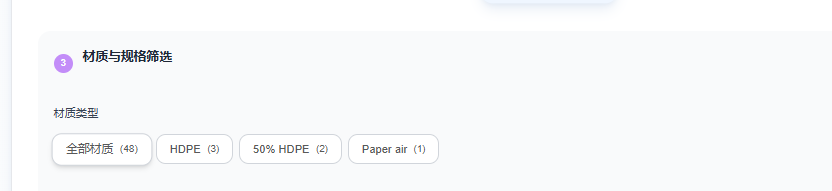 3 材质与规格筛选
材质类型
全部材质 (48) HDPE (3) 50% HDPE (2) Paper air (1)